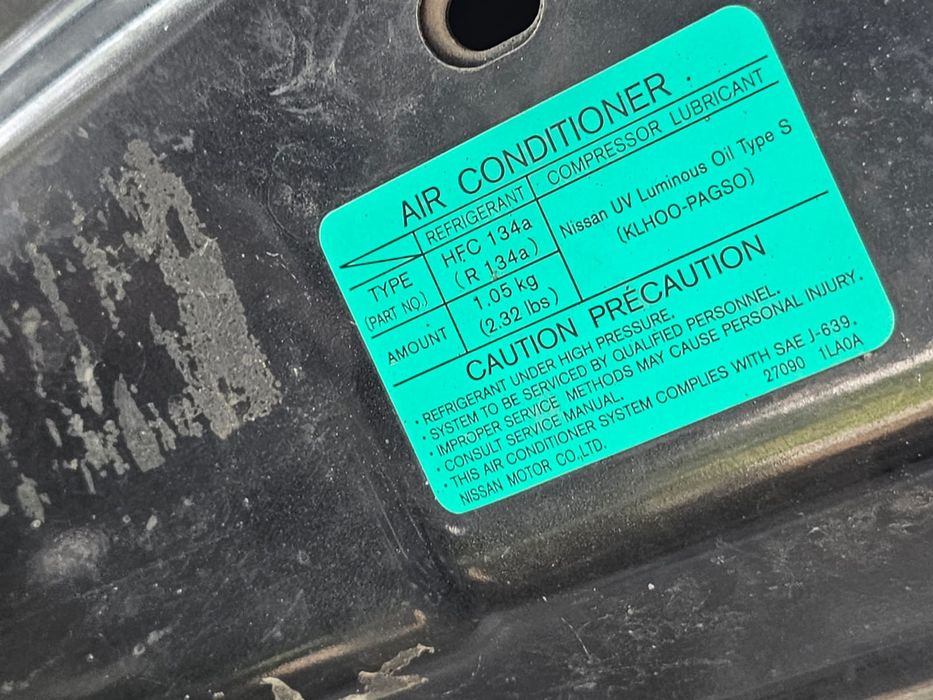 AIR CONDITIONER
REFRIGERANT COMPRESSOR LUBRICANT
TYPE
(PART NO.)
HFC 134a
(R 134a)
Nissan UV Luminous Oil Type S
(KLHOO-PAGSO)
AMOUNT
1.05 kg
(2.32 lbs)
CAUTION PRÉCAUTION
· REFRIGERANT UNDER HIGH PRESSURE.
· SYSTEM TO BE SERVICED BY QUALIFIED PERSONNEL.
· IMPROPER SERVICE METHODS MAY CAUSE PERSONAL INJURY.
· CONSULT SERVICE MANUAL.
· THIS AIR CONDITIONER SYSTEM COMPLIES WITH SAE J-639.
NISSAN MOTOR CO.,LTD.
27090 1LA0A